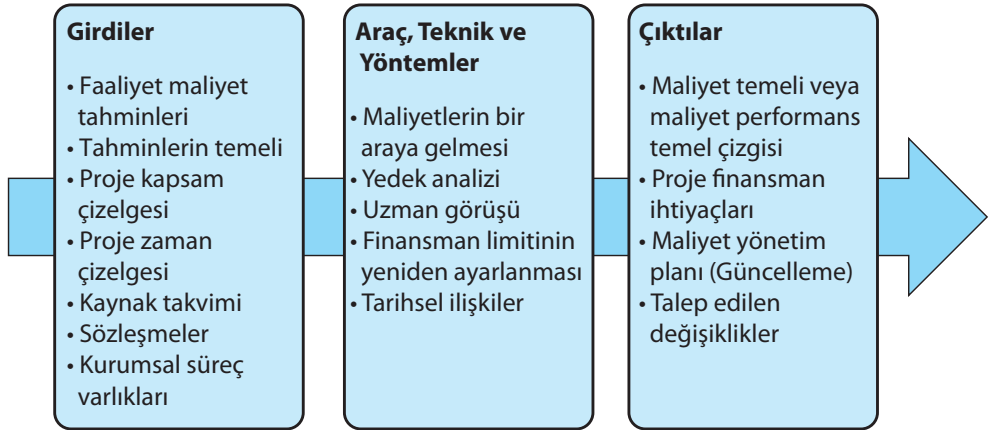 Girdiler
• Faaliyet maliyet
tahminleri
• Tahminlerin temeli
• Proje kapsam
çizelgesi
• Proje zaman
çizelgesi
• Kaynak takvimi
• Sözleşmeler
• Kurumsal süreç
varlıkları
Araç, Teknik ve
Yöntemler
• Maliyetlerin bir
araya gelmesi
• Yedek analizi
• Uzman görüşü
• Finansman limitinin
yeniden ayarlanması
• Tarihsel ilişkiler
Çıktılar
• Maliyet temeli veya
maliyet performans
temel çizgisi
• Proje finansman
ihtiyaçları
• Maliyet yönetim
planı (Güncelleme)
• Talep edilen
değişiklikler